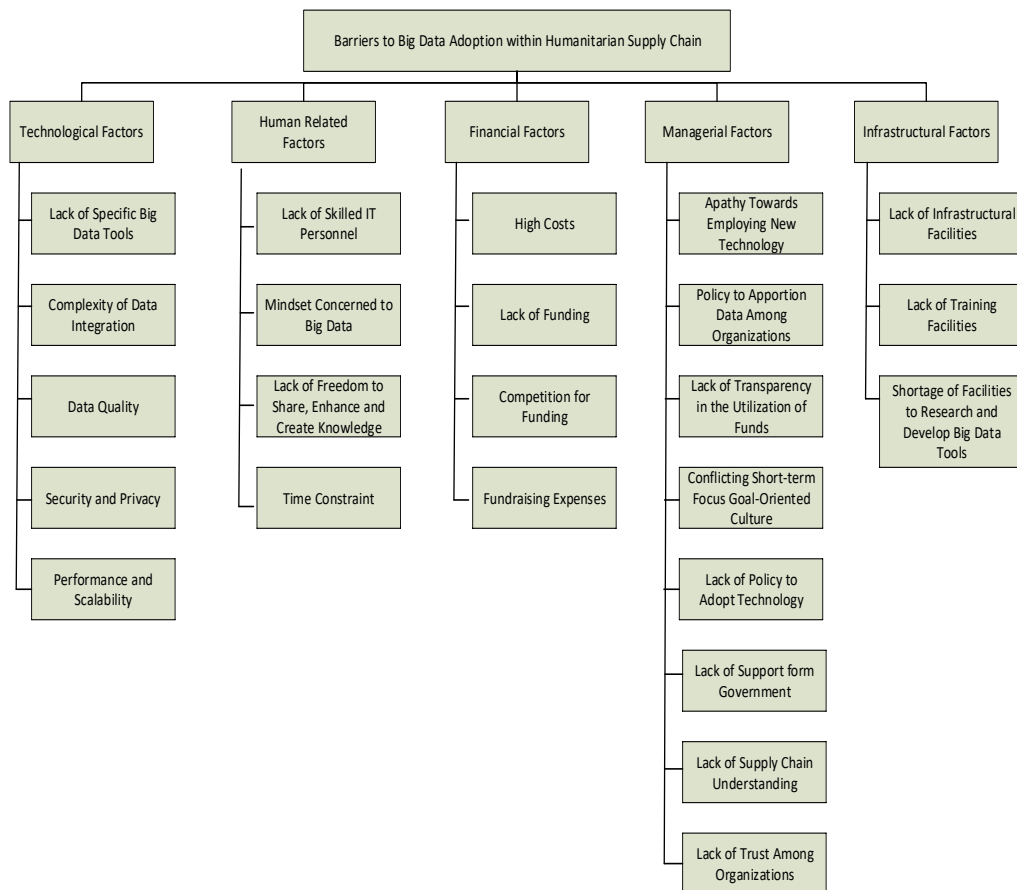 Barriers to Big Data Adoption within Humanitarian Supply Chain
Technological Factors
Human Related
Factors
Financial Factors
Managerial Factors
Infrastructural Factors
Lack of Specific Big
Data Tools
Complexity of Data
Integration
Data Quality
Security and Privacy
Performance and
Scalability
Lack of Skilled IT
Personnel
Mindset Concerned to
Big Data
Lack of Freedom to
Share, Enhance and
Create Knowledge
Time Constraint
High Costs
Lack of Funding
Competition for
Funding
Fundraising Expenses
Apathy Towards
Employing New
Technology
Policy to Apportion
Data Among
Organizations
Lack of Transparency
in the Utilization of
Funds
Conflicting Short-term
Focus Goal-Oriented
Culture
Lack of Policy to
Adopt Technology
Lack of Support form
Government
Lack of Supply Chain
Understanding
Lack of Trust Among
Organizations
Lack of Infrastructural
Facilities
Lack of Training
Facilities
Shortage of Facilities
to Research and
Develop Big Data
Tools